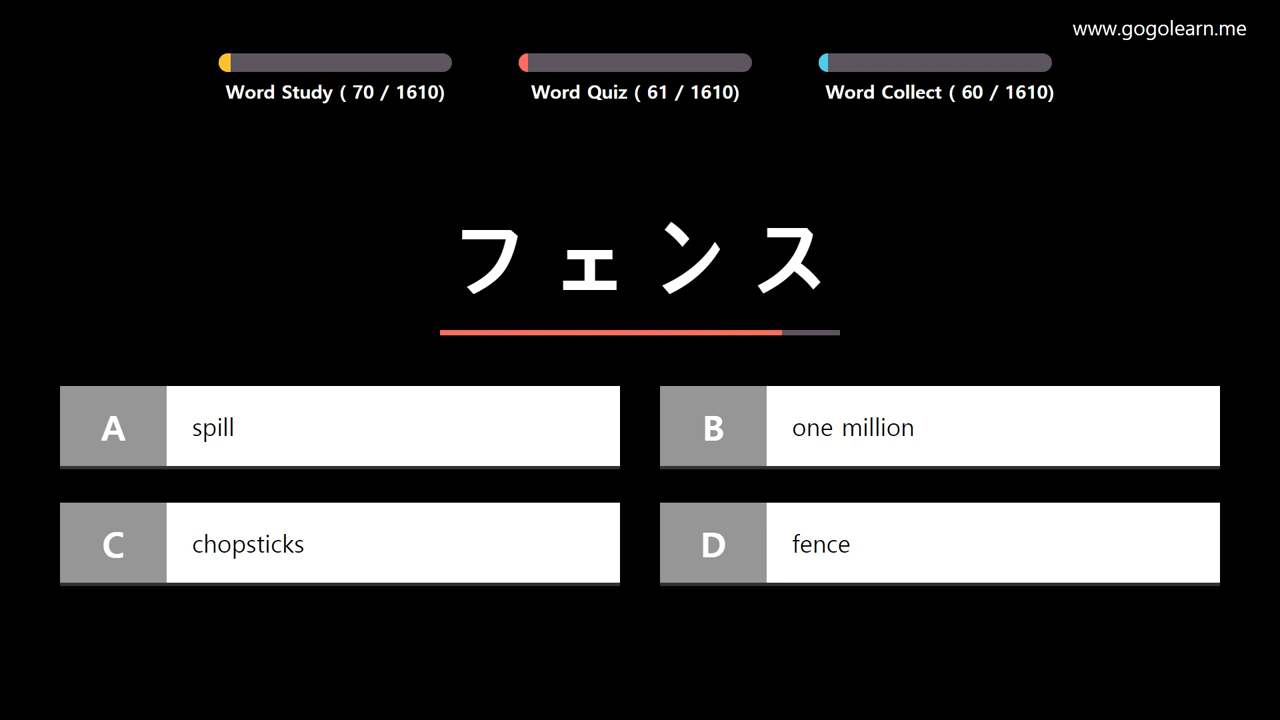 www.gogolearn.me
Word Study ( 70 / 1610)
Word Quiz ( 61 / 1610)
Word Collect ( 60 / 1610)
フェンス
A spill
B one million
C chopsticks
D fence